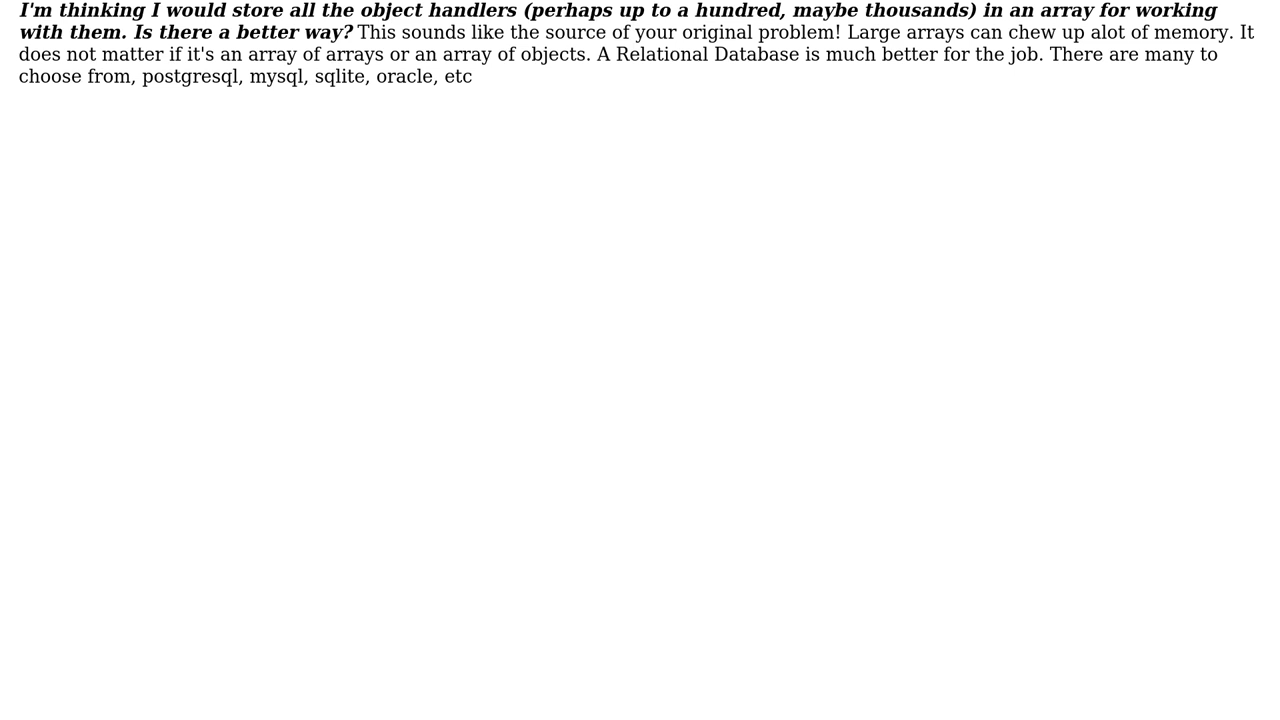 I'm thinking I would store all the object handlers (perhaps up to a hundred, maybe thousands) in an array for working
with them. Is there a better way? This sounds like the source of your original problem! Large arrays can chew up alot of memory. It
does not matter if it's an array of arrays or an array of objects. A Relational Database is much better for the job. There are many to
choose from, postgresql, mysql, sqlite, oracle, etc